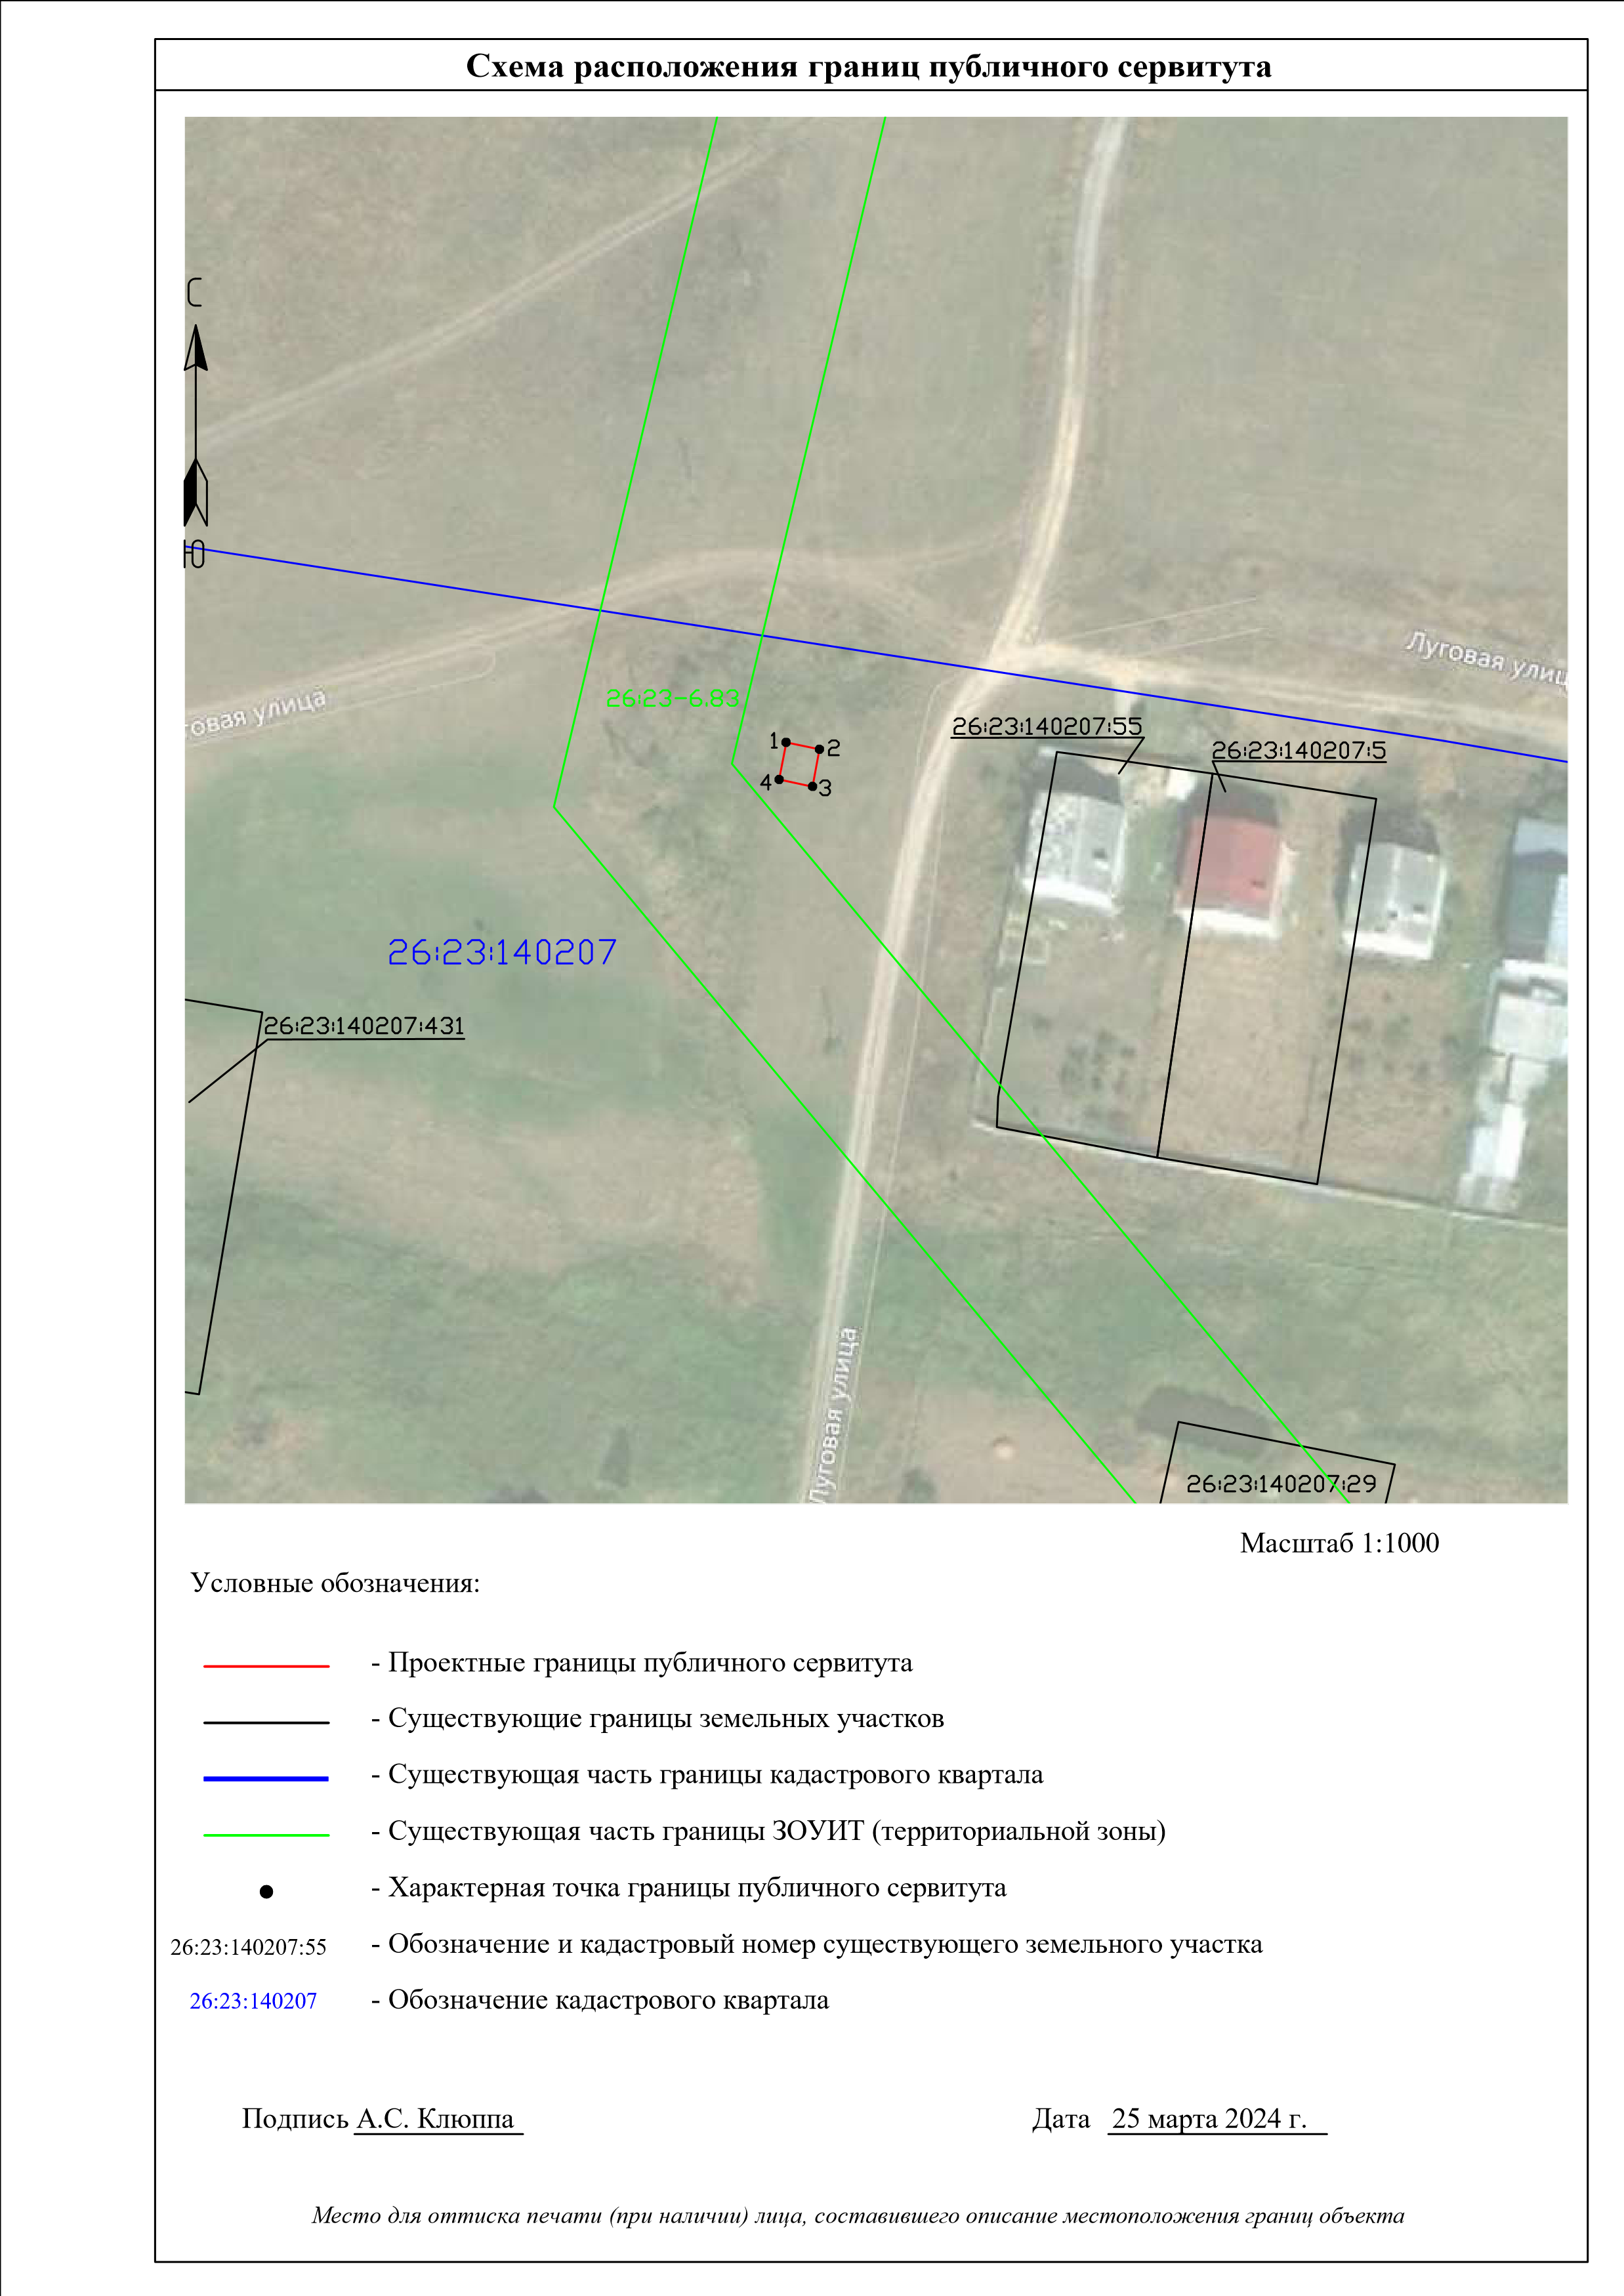 Схема расположения границ публичного сервитута
С
Ю
Луговая улиц
товая улица
26:23-6.83
1
2
4
3
26:23:140207:55
26:23:140207:5
26:23:140207
26:23:140207:431
Луговая улица
26:23:140207:29
Масштаб 1:1000
Условные обозначения:
- Проектные границы публичного сервитута
- Существующие границы земельных участков
- Существующая часть границы кадастрового квартала
- Существующая часть границы ЗОУИТ (территориальной зоны)
- Характерная точка границы публичного сервитута
26:23:140207:55 - Обозначение и кадастровый номер существующего земельного участка
26:23:140207 - Обозначение кадастрового квартала
Подпись А.С. Клюппа Дата 25 марта 2024 г.
Место для оттиска печати (при наличии) лица, составившего описание местоположения границ объекта